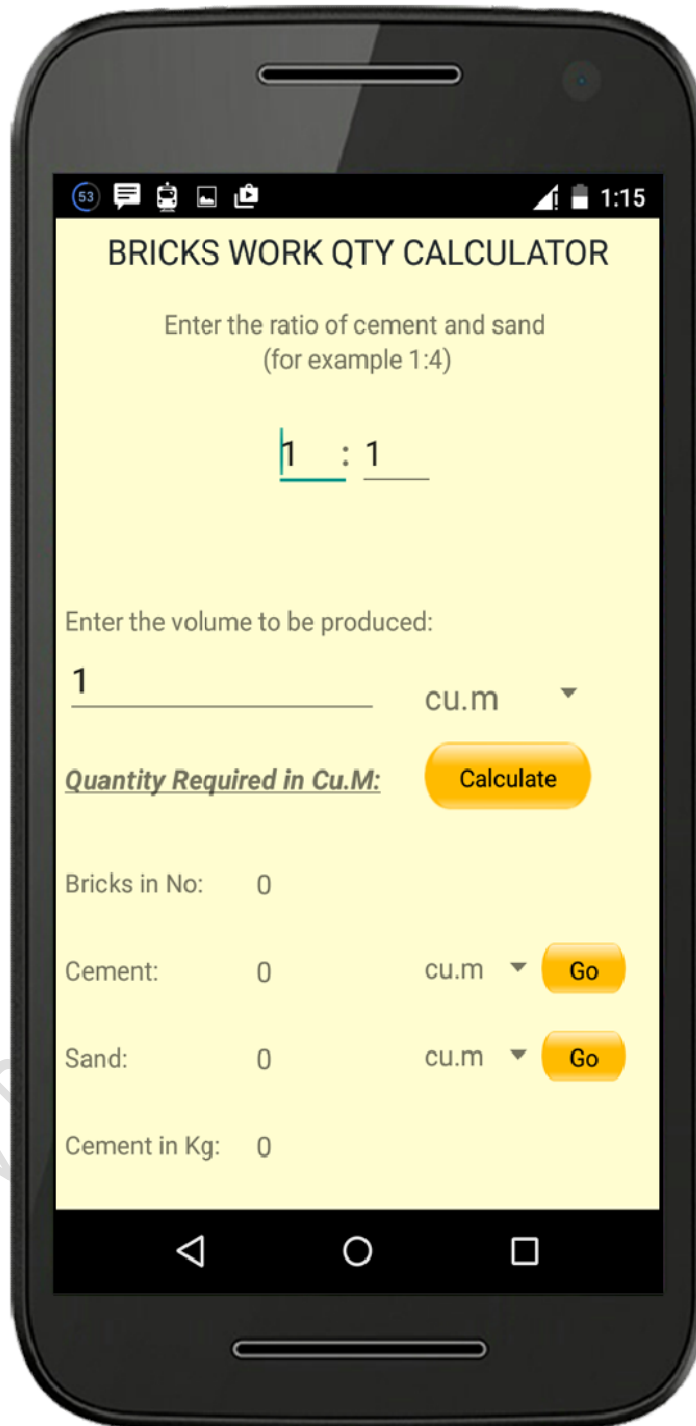 53 1:15
BRICKS WORK QTY CALCULATOR
Enter the ratio of cement and sand
(for example 1:4)
1 : 1
Enter the volume to be produced:
1 cu.m
Quantity Required in Cu.M: Calculate
Bricks in No: 0
Cement: 0 cu.m Go
Sand: 0 cu.m Go
Cement in Kg: 0